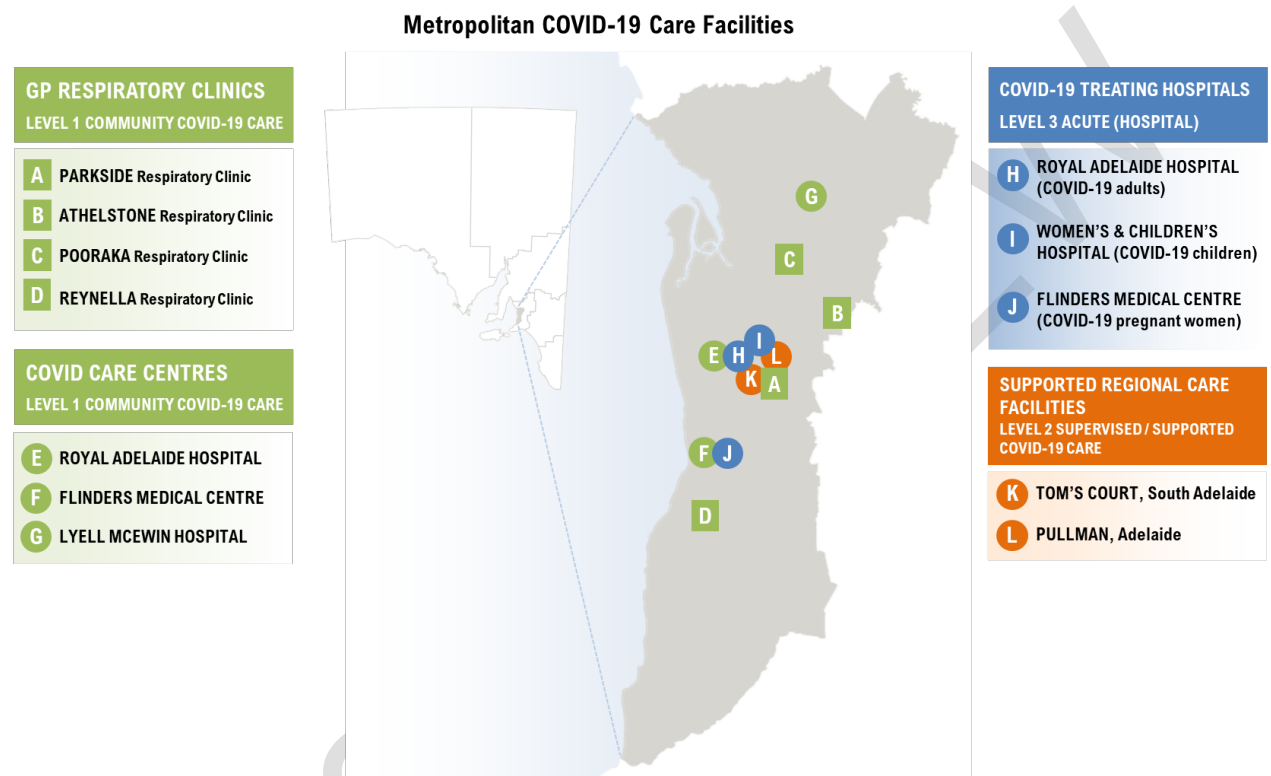 Metropolitan COVID-19 Care Facilities
GP RESPIRATORY CLINICS
LEVEL 1 COMMUNITY COVID-19 CARE
A PARKSIDE Respiratory Clinic
B ATHELSTONE Respiratory Clinic
C POORAKA Respiratory Clinic
D REYNELLA Respiratory Clinic
COVID CARE CENTRES
LEVEL 1 COMMUNITY COVID-19 CARE
E ROYAL ADELAIDE HOSPITAL
F FLINDERS MEDICAL CENTRE
G LYELL MCEWIN HOSPITAL
G
C
B
I
E H L
K A
F J
D
COVID-19 TREATING HOSPITALS
LEVEL 3 ACUTE (HOSPITAL)
H ROYAL ADELAIDE HOSPITAL
(COVID-19 adults)
I WOMEN'S & CHILDREN'S
HOSPITAL (COVID-19 children)
J FLINDERS MEDICAL CENTRE
(COVID-19 pregnant women)
SUPPORTED REGIONAL CARE
FACILITIES
LEVEL 2 SUPERVISED / SUPPORTED
COVID-19 CARE
K TOM'S COURT, South Adelaide
L PULLMAN, Adelaide